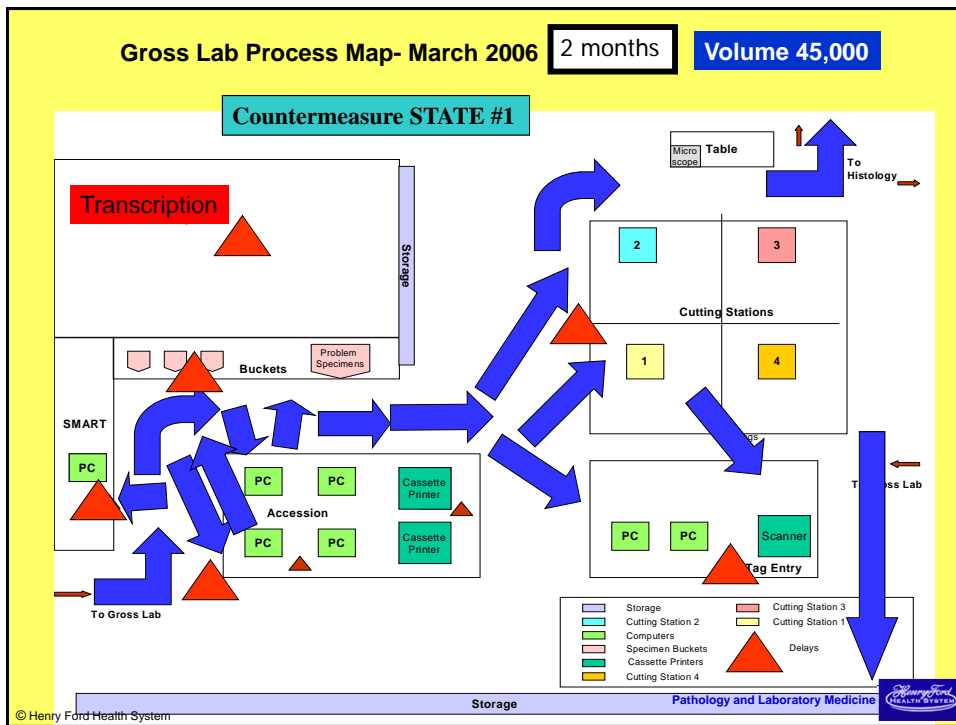 Gross Lab Process Map- March 2006
2 months
Volume 45,000
Countermeasure STATE #1
Micro
scope
Table
To
Histology
Transcription
Storage
2
3
Cutting Stations
Problem
Specimens
Buckets
1
4
SMART
PC
PC
PC
Cassette
Printer
Accession
PC
PC
Cassette
Printer
PC
PC
Scanner
Tag Entry
To Gross Lab
Storage
Cutting Station 2
Computers
Specimen Buckets
Cassette Printers
Cutting Station 4
Cutting Station 3
Cutting Station 1
Delays
Storage
Pathology and Laboratory Medicine
Henry Ford
HEALTH SYSTEM
© Henry Ford Health System